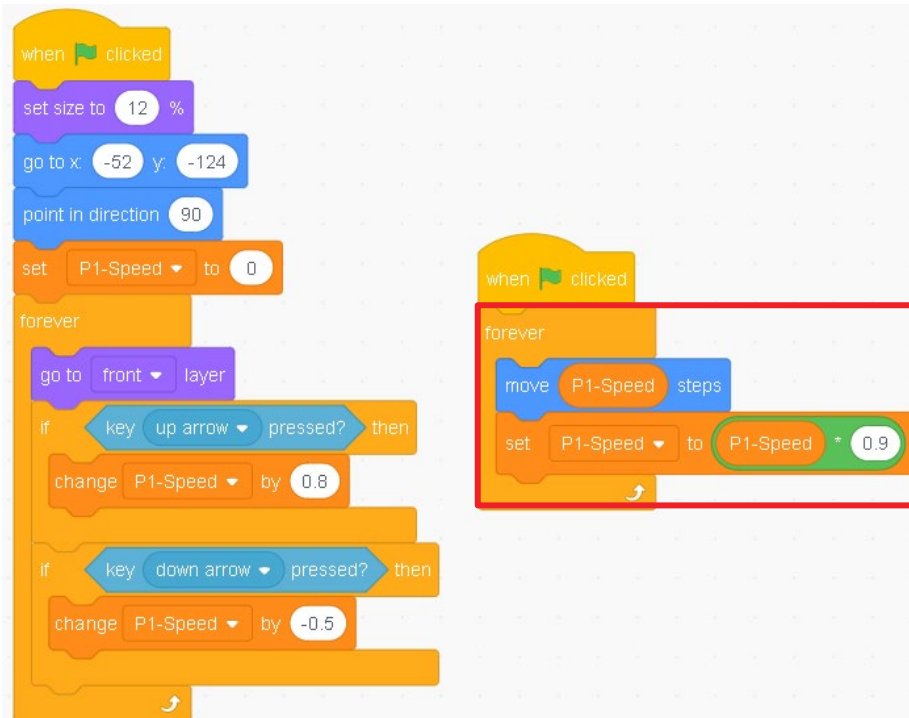 when clicked
set size to 12 %
go to x: -52 y: -124
point in direction 90
set P1-Speed to 0
forever
go to front layer
if key up arrow pressed? then
change P1-Speed by 0.8
if key down arrow pressed? then
change P1-Speed by -0.5
when clicked
forever
move P1-Speed steps
set P1-Speed to P1-Speed * 0.9